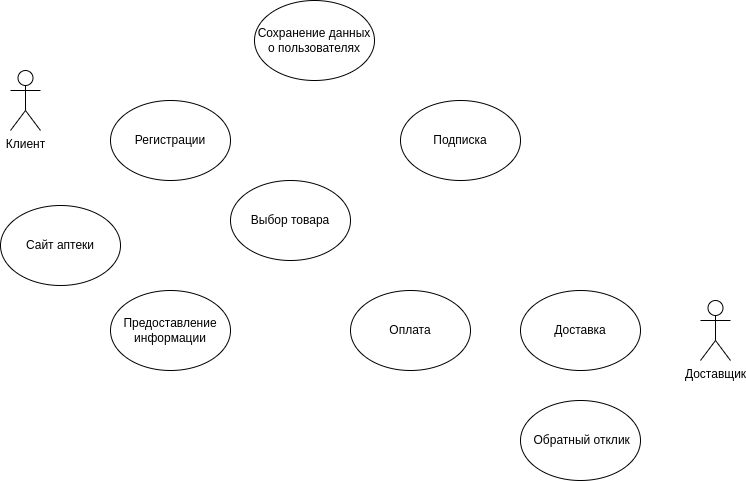 Сохранение данных
о пользователях
Клиент
Регистрации
Подписка
Выбор товара
Сайт аптеки
Предоставление
информации
Оплата
Доставка
Доставщик
Обратный отклик